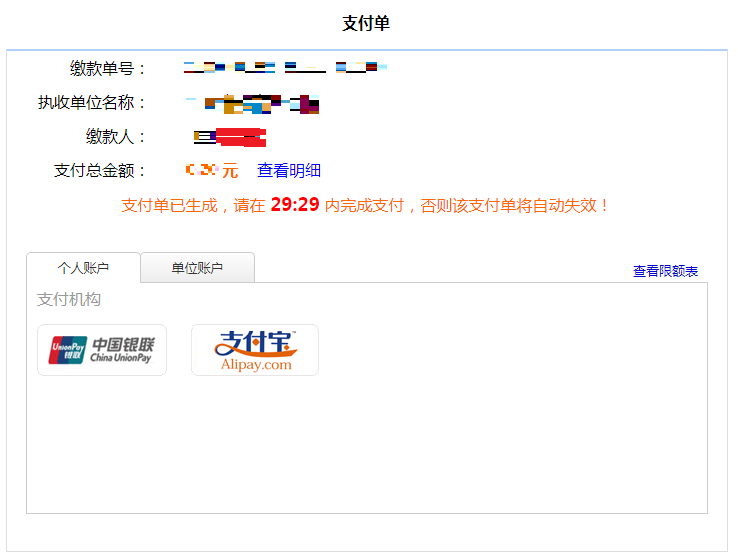 支付单
缴款单号：
执收单位名称：
缴款人：
支付总金额： 元 查看明细
支付单已生成，请在 29:29 内完成支付，否则该支付单将自动失效！
个人账户 单位账户 查看限额表
支付机构
UnionPay 银联 中国银联 China UnionPay
支付宝 Alipay.com